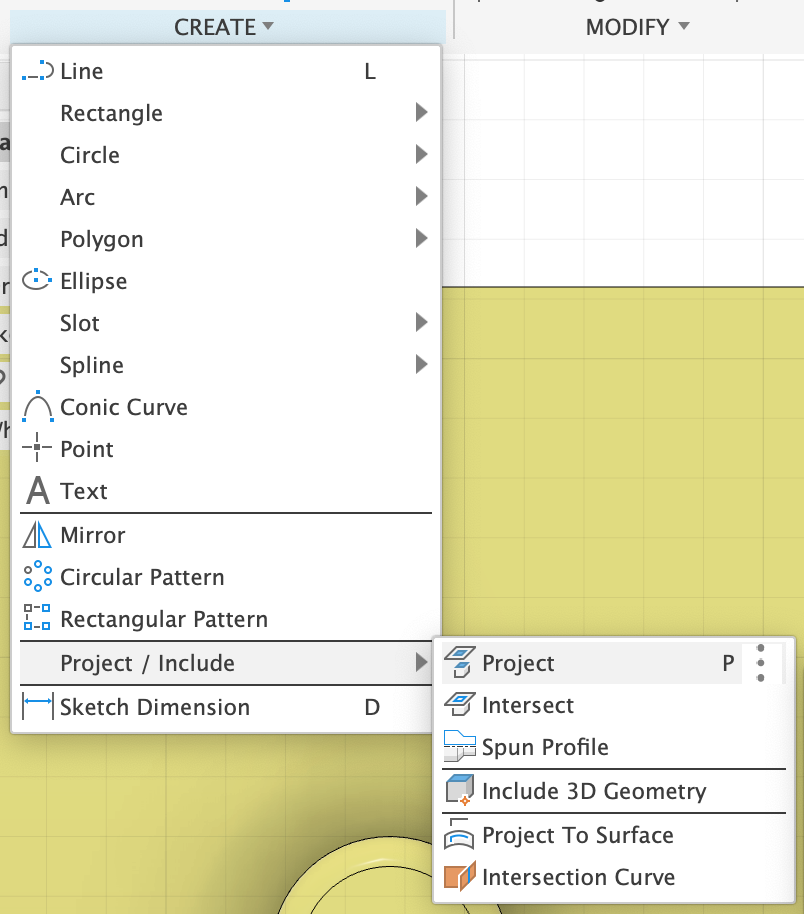 CREATE
MODIFY
Line L
Rectangle
Circle
Arc
Polygon
Ellipse
Slot
Spline
Conic Curve
Point
Text
Mirror
Circular Pattern
Rectangular Pattern
Project / Include
Sketch Dimension D
Project P
Intersect
Spun Profile
Include 3D Geometry
Project To Surface
Intersection Curve